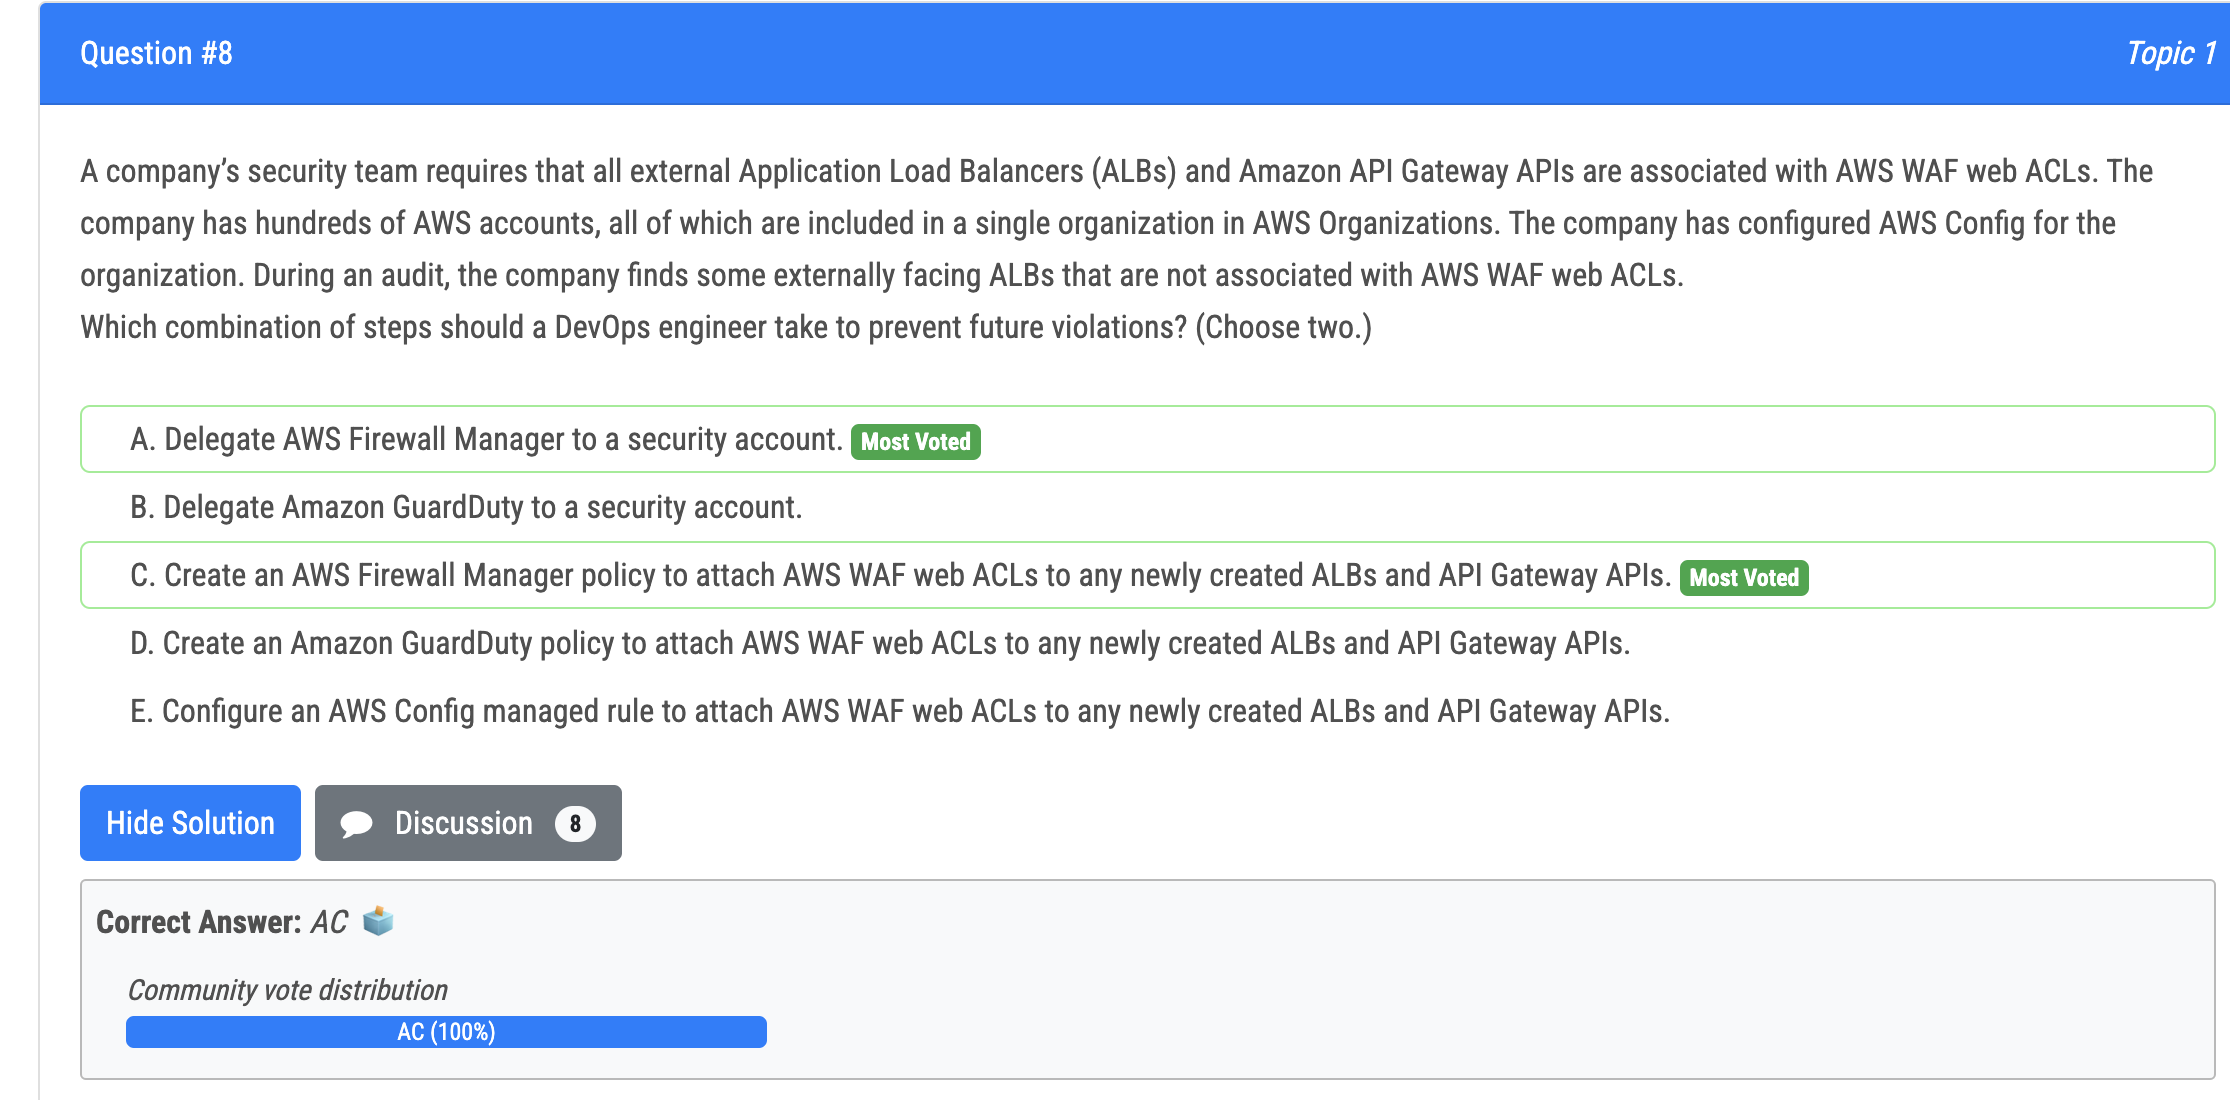 Question #8
Topic 1
A company’s security team requires that all external Application Load Balancers (ALBs) and Amazon API Gateway APIs are associated with AWS WAF web ACLs. The
company has hundreds of AWS accounts, all of which are included in a single organization in AWS Organizations. The company has configured AWS Config for the
organization. During an audit, the company finds some externally facing ALBs that are not associated with AWS WAF web ACLs.
Which combination of steps should a DevOps engineer take to prevent future violations? (Choose two.)
A. Delegate AWS Firewall Manager to a security account. Most Voted
B. Delegate Amazon GuardDuty to a security account.
C. Create an AWS Firewall Manager policy to attach AWS WAF web ACLs to any newly created ALBs and API Gateway APIs. Most Voted
D. Create an Amazon GuardDuty policy to attach AWS WAF web ACLs to any newly created ALBs and API Gateway APIs.
E. Configure an AWS Config managed rule to attach AWS WAF web ACLs to any newly created ALBs and API Gateway APIs.
Hide Solution
Discussion 8
Correct Answer: AC
Community vote distribution
AC (100%)